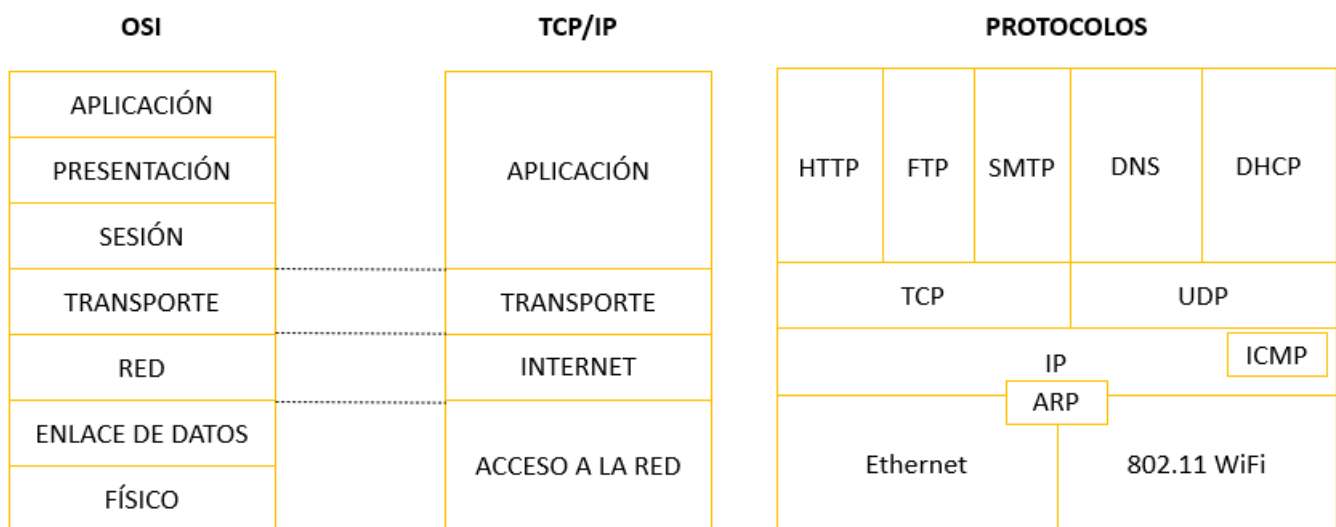 OSI
TCP/IP
PROTOCOLOS
APLICACIÓN
PRESENTACIÓN
SESIÓN
TRANSPORTE
RED
ENLACE DE DATOS
FÍSICO
APLICACIÓN
TRANSPORTE
INTERNET
ACCESO A LA RED
HTTP
FTP
SMTP
DNS
DHCP
TCP
UDP
IP
ICMP
ARP
Ethernet
802.11 WiFi